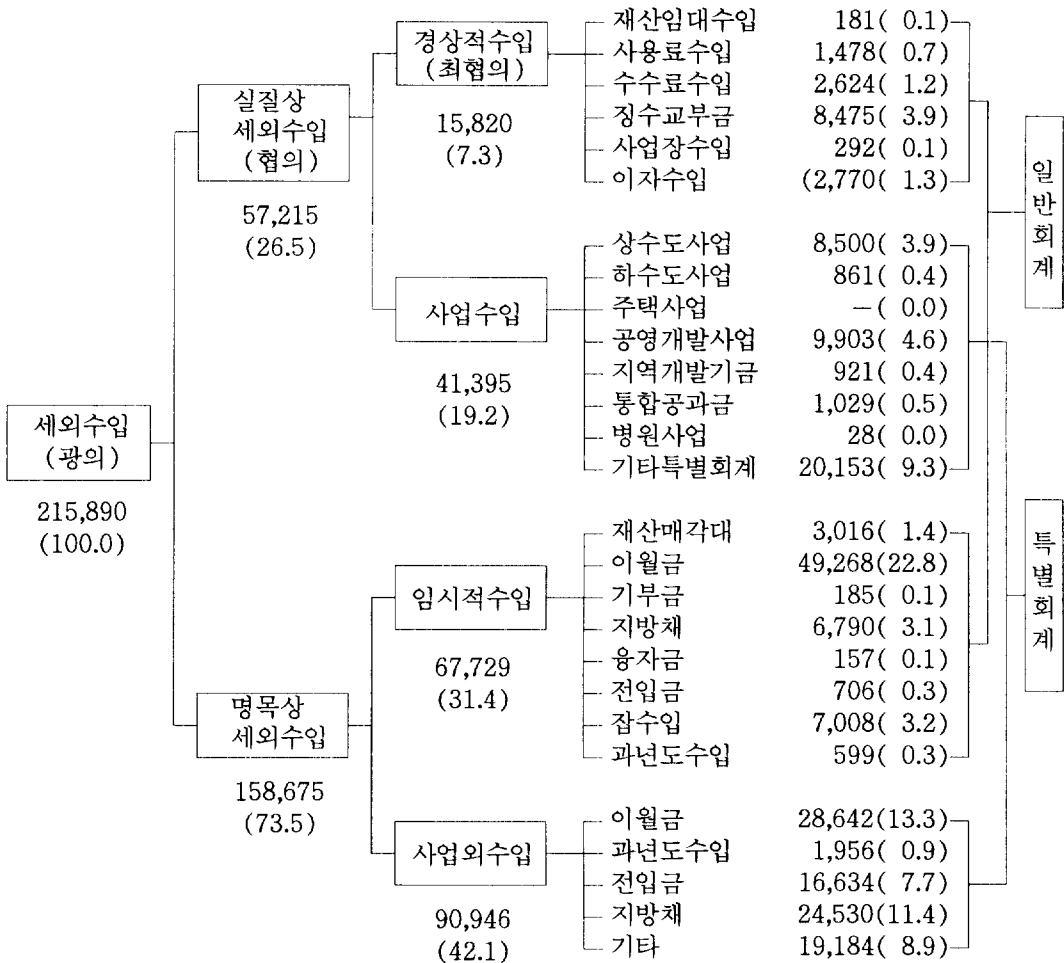 세외수입
(광의)
215,890
(100.0)
실질상
세외수입
(협의)
57,215
(26.5)
경상적수입
(최협의)
15,820
(7.3)
재산임대수입 181( 0.1)
사용료수입 1,478( 0.7)
수수료수입 2,624( 1.2)
징수교부금 8,475( 3.9)
사업장수입 292( 0.1)
이자수입 (2,770( 1.3)
사업수입
41,395
(19.2)
상수도사업 8,500( 3.9)
하수도사업 861( 0.4)
주택사업 －( 0.0)
공영개발사업 9,903( 4.6)
지역개발기금 921( 0.4)
통합공과금 1,029( 0.5)
병원사업 28( 0.0)
기타특별회계 20,153( 9.3)
명목상
세외수입
158,675
(73.5)
임시적수입
67,729
(31.4)
재산매각대 3,016( 1.4)
이월금 49,268(22.8)
기부금 185( 0.1)
지방채 6,790( 3.1)
융자금 157( 0.1)
전입금 706( 0.3)
잡수입 7,008( 3.2)
과년도수입 599( 0.3)
사업외수입
90,946
(42.1)
이월금 28,642(13.3)
과년도수입 1,956( 0.9)
전입금 16,634( 7.7)
지방채 24,530(11.4)
기타 19,184( 8.9)
일반회계
특별회계